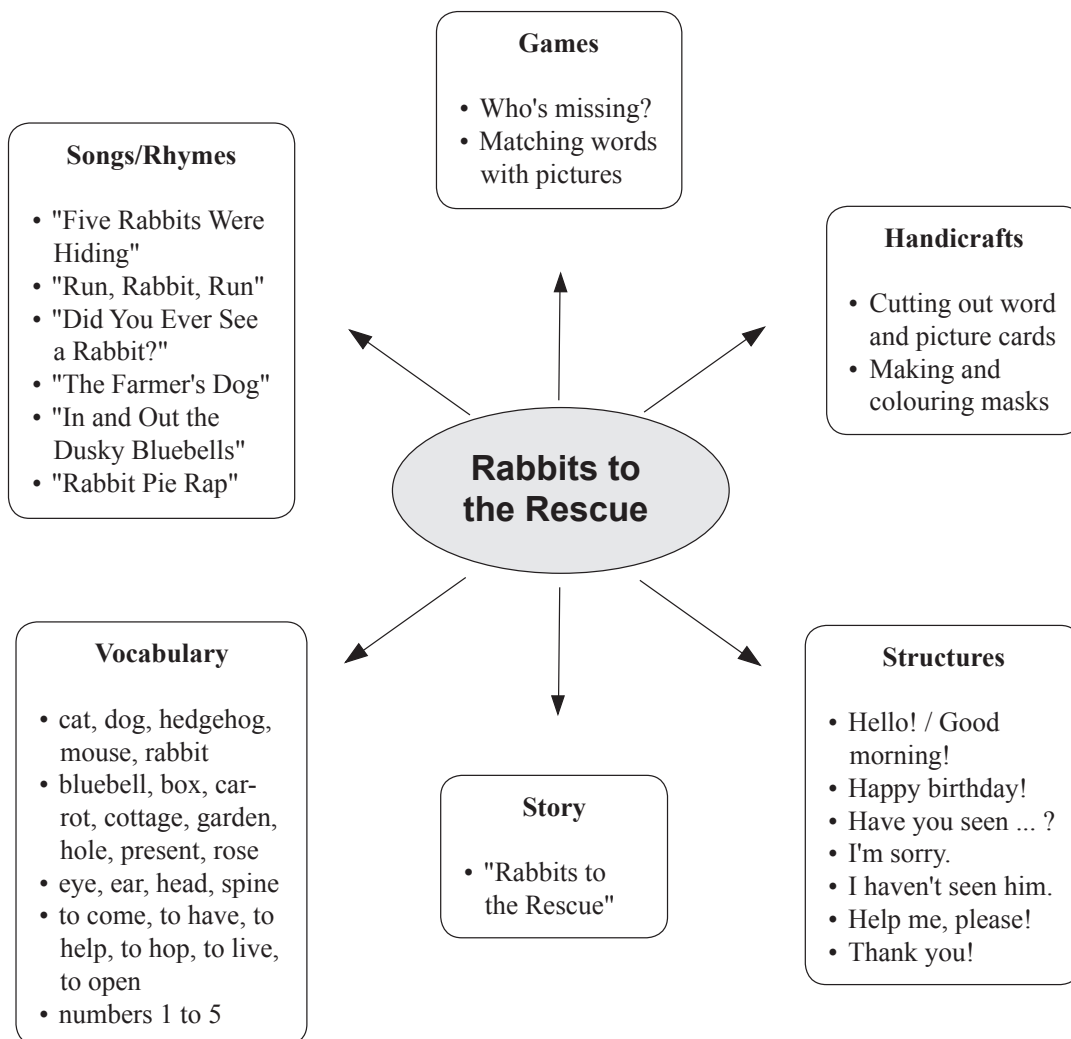 Games
• Who's missing?
• Matching words
with pictures
Songs/Rhymes
• "Five Rabbits Were
Hiding"
• "Run, Rabbit, Run"
• "Did You Ever See
a Rabbit?"
• "The Farmer's Dog"
• "In and Out the
Dusky Bluebells"
• "Rabbit Pie Rap"
Handicrafts
• Cutting out word
and picture cards
• Making and
colouring masks
Rabbits to
the Rescue
Vocabulary
• cat, dog, hedgehog,
mouse, rabbit
• bluebell, box, car-
rot, cottage, garden,
hole, present, rose
• eye, ear, head, spine
• to come, to have, to
help, to hop, to live,
to open
• numbers 1 to 5
Story
• "Rabbits to
the Rescue"
Structures
• Hello! / Good
morning!
• Happy birthday!
• Have you seen ... ?
• I'm sorry.
• I haven't seen him.
• Help me, please!
• Thank you!